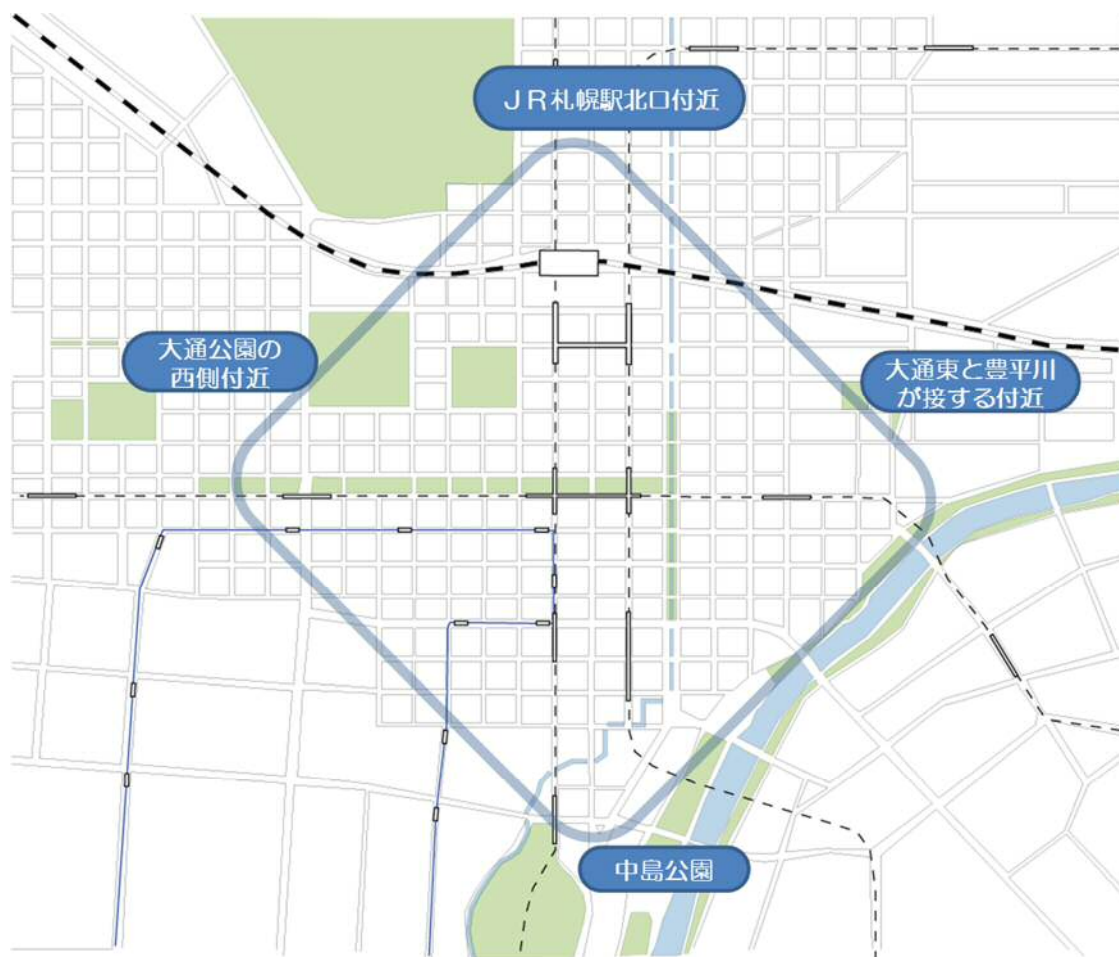 JR札幌駅北口付近
大通公園の
西側付近
大通東と豊平川
が接する付近
中島公園